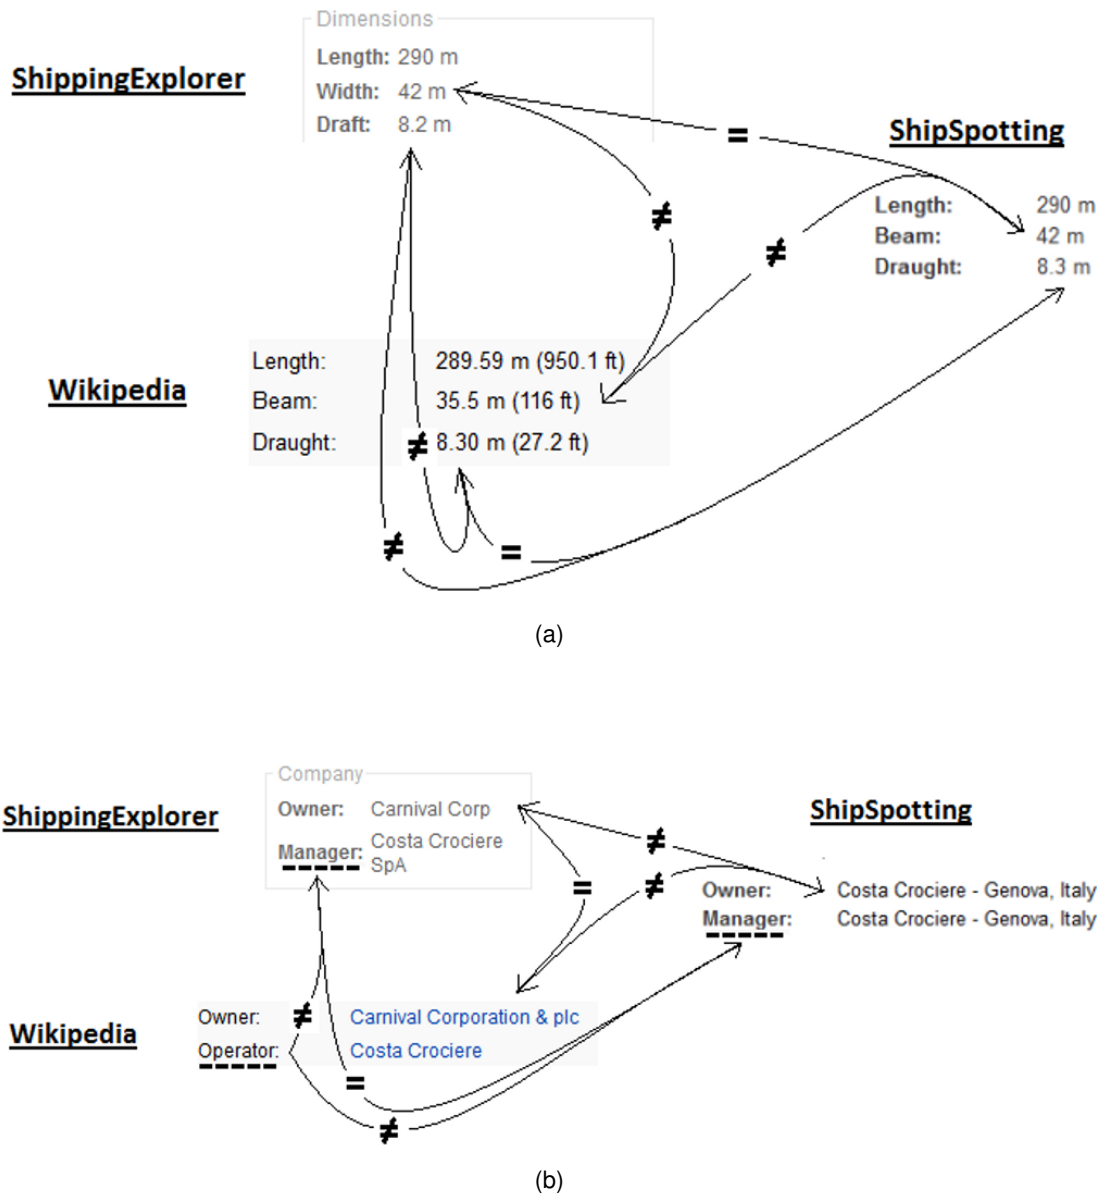 Dimensions
ShippingExplorer
Length: 290 m
Width: 42 m
Draft: 8.2 m
=
ShipSpotting
≠
≠
Length: 290 m
Beam: 42 m
Draught: 8.3 m
Wikipedia
Length: 289.59 m (950.1 ft)
Beam: 35.5 m (116 ft)
Draught: ≠ 8.30 m (27.2 ft)
≠
=
(a)
Company
ShippingExplorer
Owner: Carnival Corp
Manager: Costa Crociere
SpA
ShipSpotting
≠
=
≠
Owner: Costa Crociere - Genova, Italy
Manager: Costa Crociere - Genova, Italy
Wikipedia
Owner: ≠ Carnival Corporation & plc
Operator: Costa Crociere
=
≠
(b)